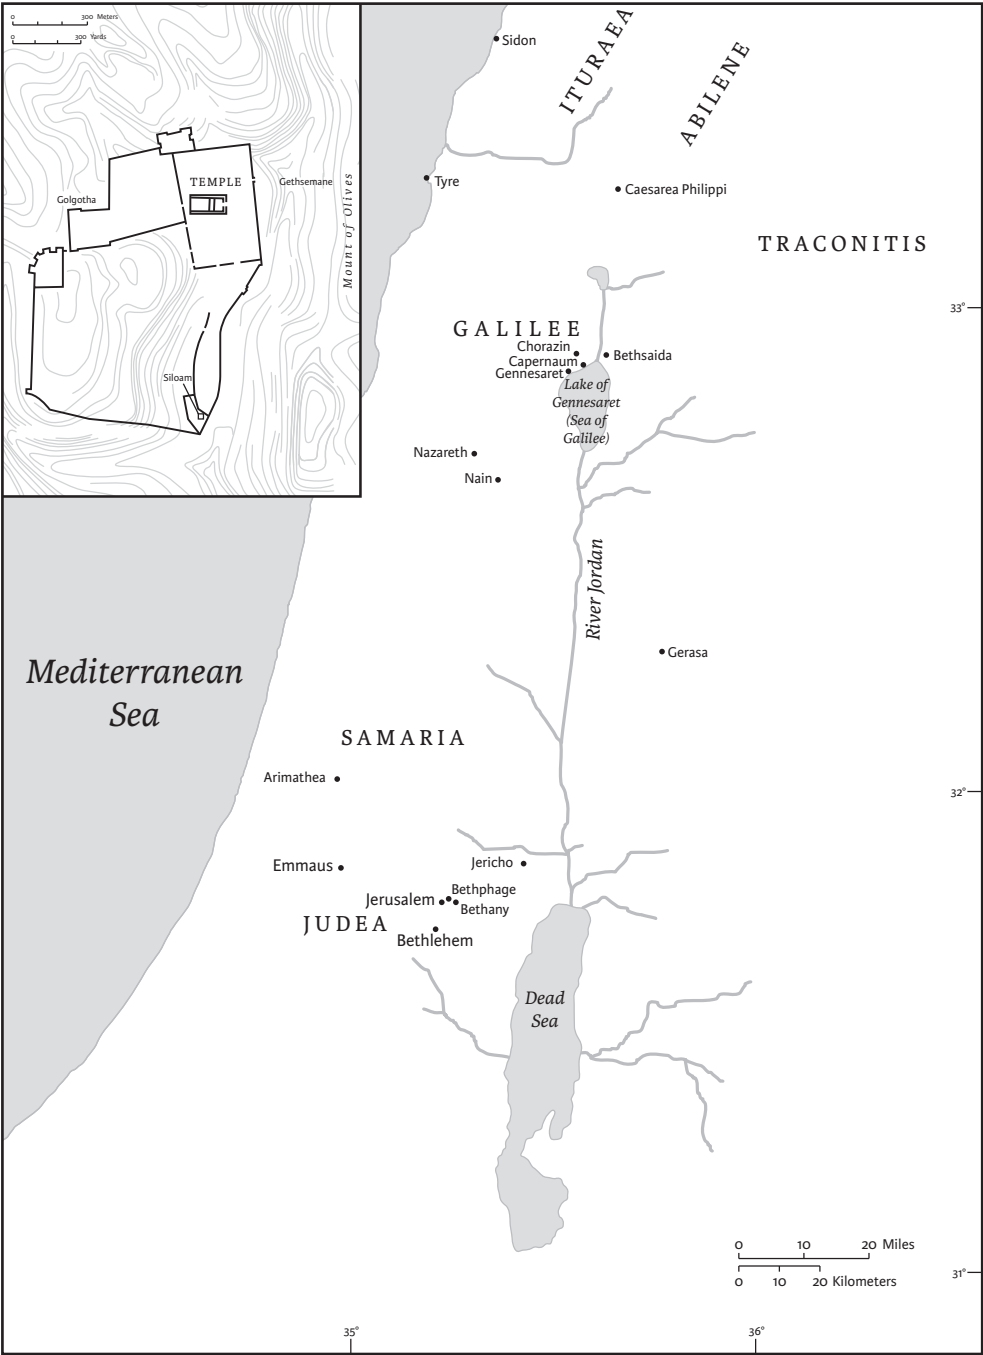 0 300 Meters
0 300 Yards
TEMPLE
Gethsemane
Golgotha
Mount of Olives
Siloam
Sidon
ITURAEA
ABILENE
Tyre
Caesarea Philippi
TRACONITIS
33°
GALILEE
Chorazin
Bethsaida
Capernaum
Gennesaret
Lake of
Gennesaret
(Sea of
Galilee)
Nazareth
Nain
River Jordan
Gerasa
Mediterranean
Sea
SAMARIA
Arimathea
32°
Jericho
Emmaus
Bethphage
Jerusalem
Bethany
JUDEA
Bethlehem
Dead
Sea
0 10 20 Miles
0 10 20 Kilometers
31°
35° 36°